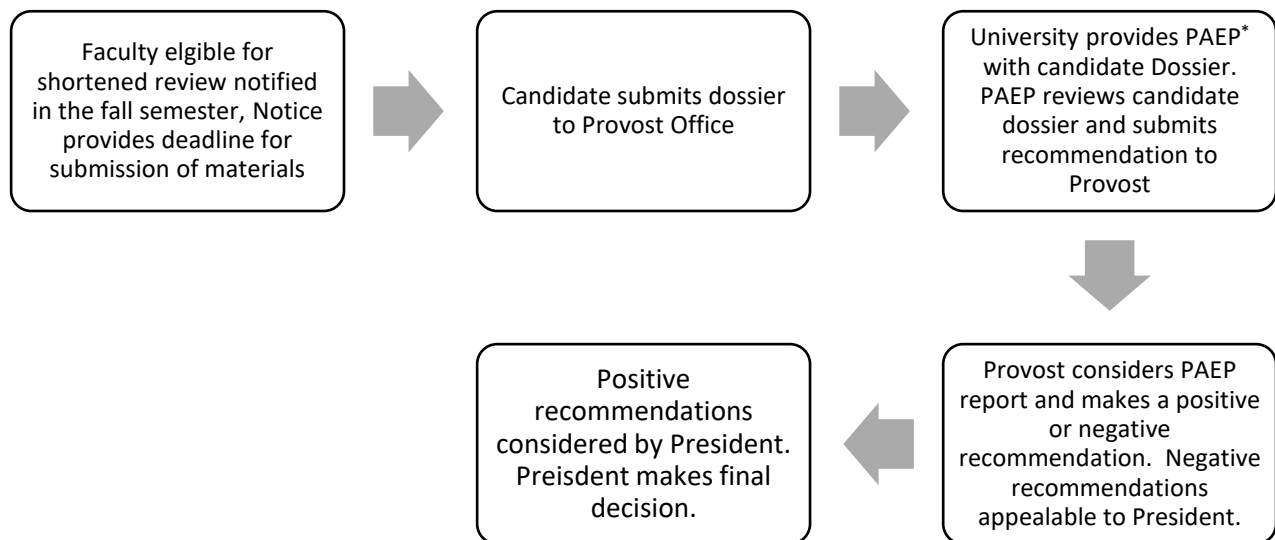 Faculty elgible for
shortened review notified
in the fall semester, Notice
provides deadline for
submission of materials
Candidate submits dossier
to Provost Office
University provides PAEP*
with candidate Dossier.
PAEP reviews candidate
dossier and submits
recommendation to
Provost
Provost considers PAEP
report and makes a positive
or negative
recommendation. Negative
recommendations
appealable to President.
Positive
recommendations
considered by President.
Preisdent makes final
decision.